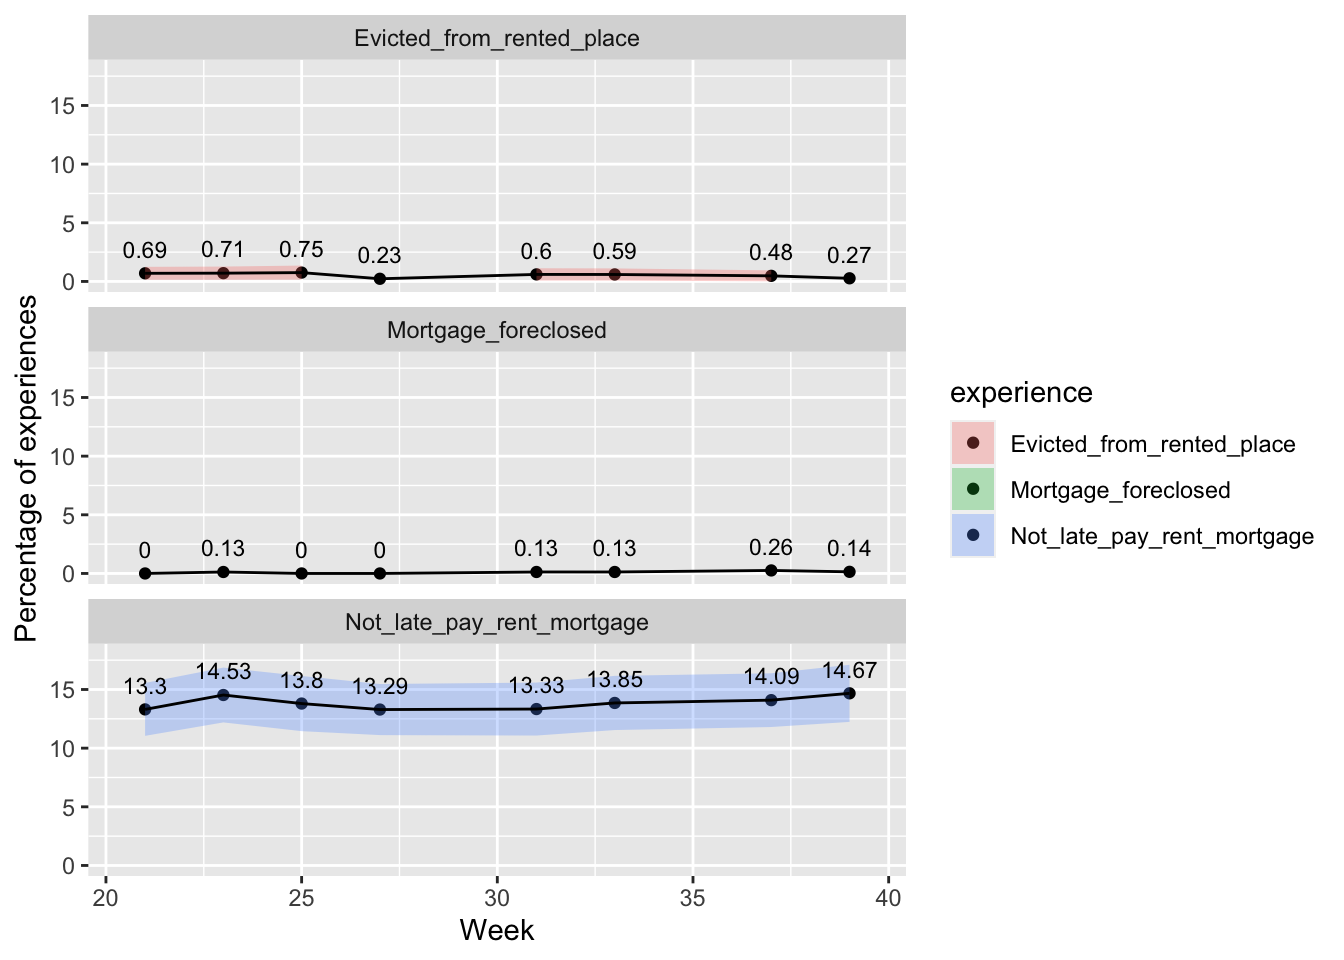 Evicted_from_rented_place
15
10
5
0
0.69 0.71 0.75 0.23 0.6 0.59 0.48 0.27
Mortgage_foreclosed
15
10
5
0
0 0.13 0 0 0.13 0.13 0.26 0.14
Not_late_pay_rent_mortgage
15
10
5
0
13.3 14.53 13.8 13.29 13.33 13.85 14.09 14.67
20 25 30 35 40
Week
Percentage of experiences
experience
Evicted_from_rented_place
Mortgage_foreclosed
Not_late_pay_rent_mortgage